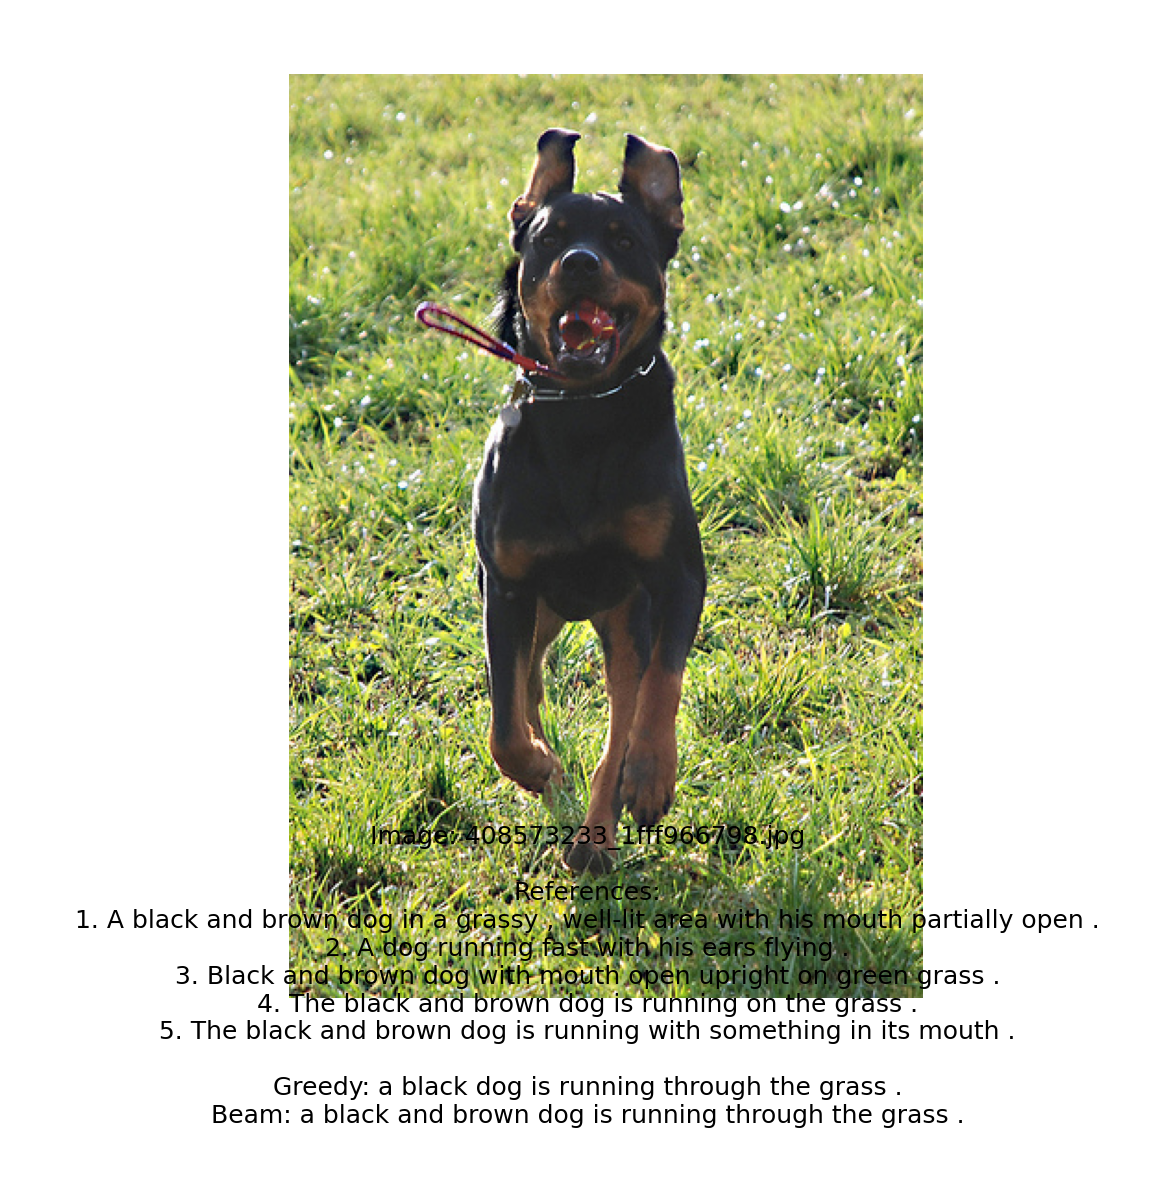 Image: 408573233_1fff966798.jpg
References:
1. A black and brown dog in a grassy , well-lit area with his mouth partially open .
2. A dog running fast with his ears flying .
3. Black and brown dog with mouth open upright on green grass .
4. The black and brown dog is running on the grass .
5. The black and brown dog is running with something in its mouth .
Greedy: a black dog is running through the grass .
Beam: a black and brown dog is running through the grass .